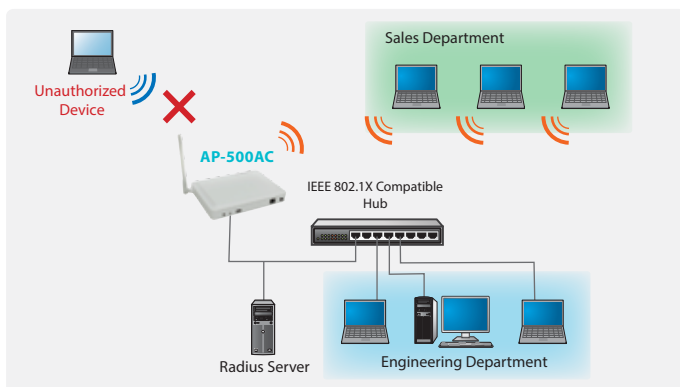 Sales Department
Unauthorized
Device
AP-500AC
IEEE 802.1X Compatible
Hub
Radius Server
Engineering Department